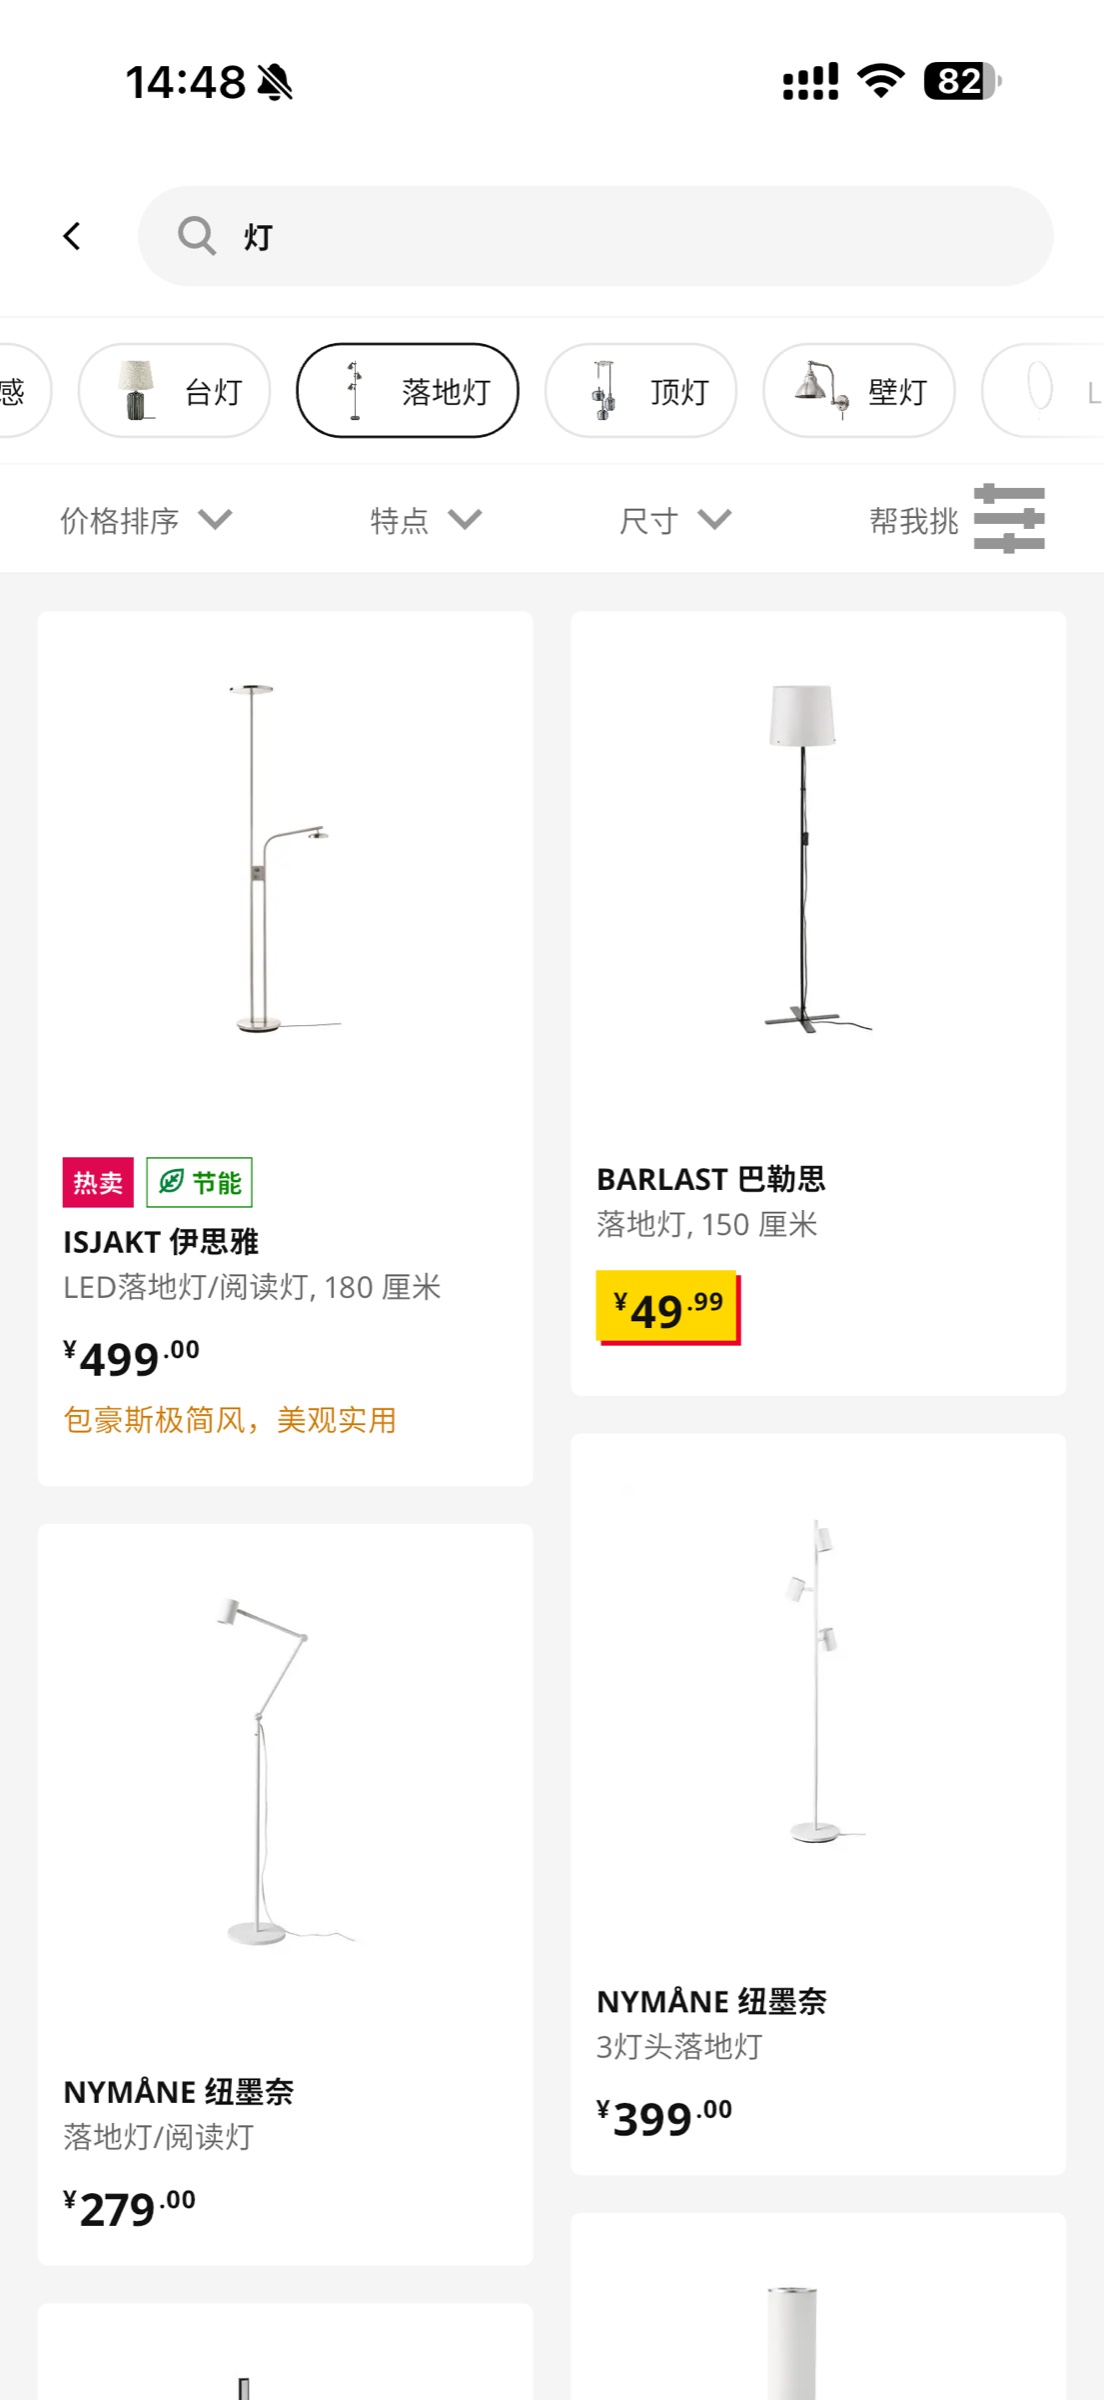 14:48
82
灯
感
台灯
落地灯
顶灯
壁灯
L
价格排序
特点
尺寸
帮我挑
热卖
节能
ISJAKT 伊思雅
LED落地灯/阅读灯, 180 厘米
¥499.00
包豪斯极简风，美观实用
BARLAST 巴勒思
落地灯, 150 厘米
¥49.99
NYMÅNE 纽墨奈
落地灯/阅读灯
¥279.00
NYMÅNE 纽墨奈
3灯头落地灯
¥399.00